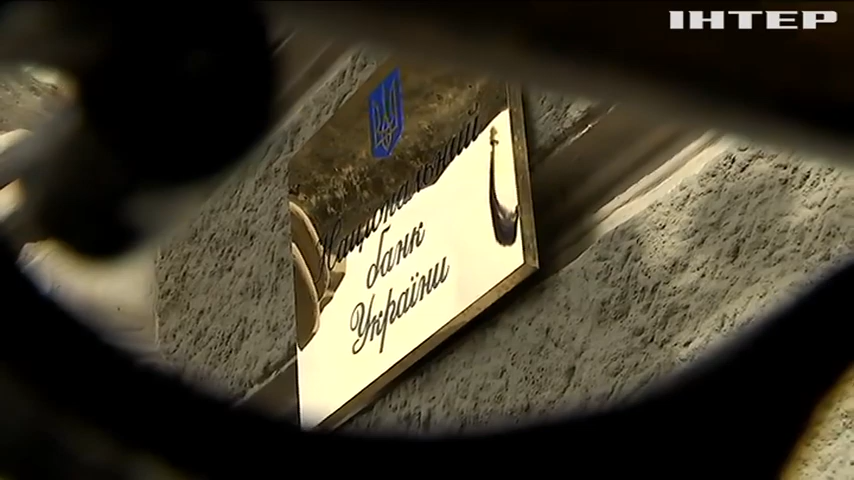 ІНТЕР
Національний
банк
України